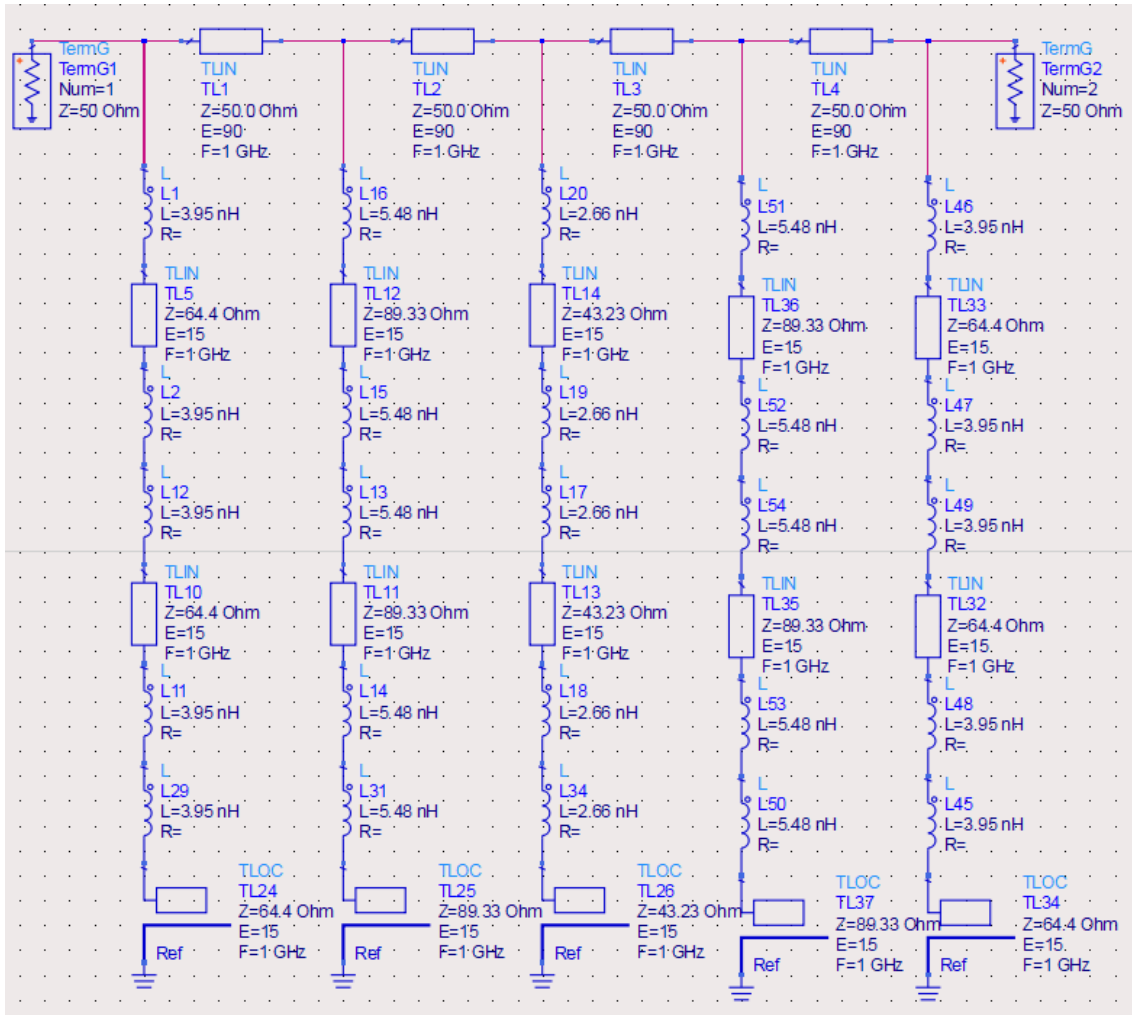 TermG
TermG1
Num=1
Z=50 Ohm
TLIN
TL1
Z=50.0 Ohm
E=90
F=1 GHz
TLIN
TL2
Z=50.0 Ohm
E=90
F=1 GHz
TLIN
TL3
Z=50.0 Ohm
E=90
F=1 GHz
TLIN
TL4
Z=50.0 Ohm
E=90
F=1 GHz
TermG
TermG2
Num=2
Z=50 Ohm
L
L1
L=3.95 nH
R=
TLIN
TL5
Z=64.4 Ohm
E=15
F=1 GHz
L
L2
L=3.95 nH
R=
L
L12
L=3.95 nH
R=
TLIN
TL10
Z=64.4 Ohm
E=15
F=1 GHz
L
L11
L=3.95 nH
R=
L
L29
L=3.95 nH
R=
TLOC
TL24
Z=64.4 Ohm
E=15
F=1 GHz
Ref
L
L16
L=5.48 nH
R=
TLIN
TL12
Z=89.33 Ohm
E=15
F=1 GHz
L
L15
L=5.48 nH
R=
L
L13
L=5.48 nH
R=
TLIN
TL11
Z=89.33 Ohm
E=15
F=1 GHz
L
L14
L=5.48 nH
R=
L
L31
L=5.48 nH
R=
TLOC
TL25
Z=89.33 Ohm
E=15
F=1 GHz
Ref
L
L20
L=2.66 nH
R=
TLIN
TL14
Z=43.23 Ohm
E=15
F=1 GHz
L
L19
L=2.66 nH
R=
L
L17
L=2.66 nH
R=
TLIN
TL13
Z=43.23 Ohm
E=15
F=1 GHz
L
L18
L=2.66 nH
R=
L
L34
L=2.66 nH
R=
TLOC
TL26
Z=43.23 Ohm
E=15
F=1 GHz
Ref
L
L51
L=5.48 nH
R=
TLIN
TL36
Z=89.33 Ohm
E=15
F=1 GHz
L
L52
L=5.48 nH
R=
L
L54
L=5.48 nH
R=
TLIN
TL35
Z=89.33 Ohm
E=15
F=1 GHz
L
L53
L=5.48 nH
R=
L
L50
L=5.48 nH
R=
TLOC
TL37
Z=89.33 Ohm
E=15
F=1 GHz
Ref
L
L46
L=3.95 nH
R=
TLIN
TL33
Z=64.4 Ohm
E=15
F=1 GHz
L
L47
L=3.95 nH
R=
L
L49
L=3.95 nH
R=
TLIN
TL32
Z=64.4 Ohm
E=15
F=1 GHz
L
L48
L=3.95 nH
R=
L
L45
L=3.95 nH
R=
TLOC
TL34
Z=64.4 Ohm
E=15
F=1 GHz
Ref